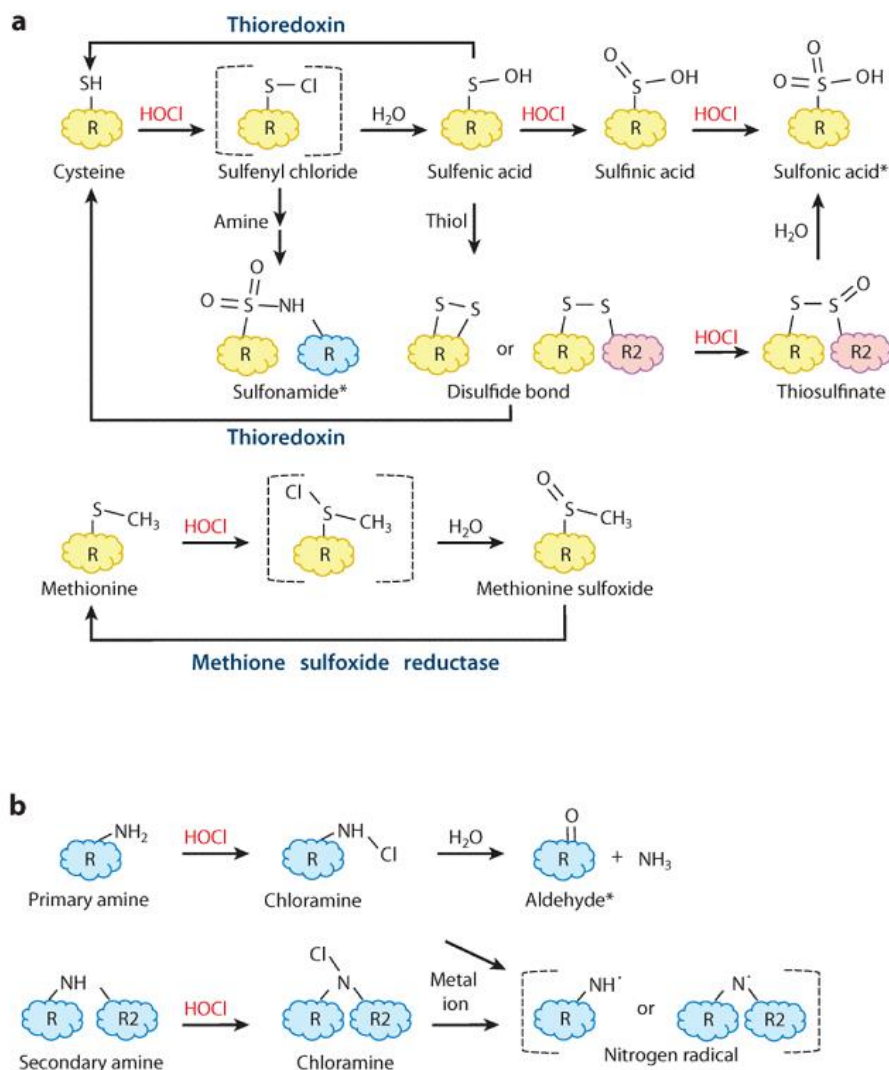 a
Thioredoxin
SH
R
Cysteine
HOCl
S Cl
R
Sulfenyl chloride
H₂O
S OH
R
Sulfenic acid
HOCl
O
S OH
R
Sulfinic acid
HOCl
O
O S OH
R
Sulfonic acid*
Amine
Thiol
H₂O
O
O S NH
R R
Sulfonamide*
S S
R
or
S S
R R2
Disulfide bond
HOCl
S S O
R R2
Thiosulfinate
Thioredoxin
S CH₃
R
Methionine
HOCl
Cl
S CH₃
R
H₂O
O
S CH₃
R
Methionine sulfoxide
Methione sulfoxide reductase
b
NH₂
R
Primary amine
HOCl
NH
Cl
R
Chloramine
H₂O
O
R
Aldehyde*
+ NH₃
NH
R R2
Secondary amine
HOCl
Cl
N
R R2
Chloramine
Metal
ion
NH·
R
or
N·
R R2
Nitrogen radical